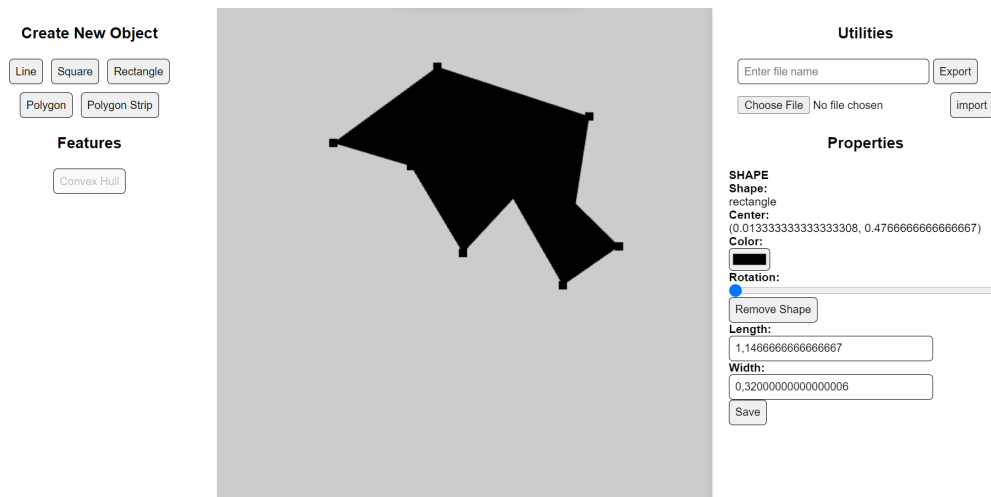 Create New Object
Line Square Rectangle
Polygon Polygon Strip
Features
Convex Hull
Utilities
Enter file name Export
Choose File No file chosen import
Properties
SHAPE
Shape:
rectangle
Center:
(0.013333333333333308, 0.4766666666666667)
Color:
Rotation:
Remove Shape
Length:
1,1466666666666667
Width:
0,32000000000000006
Save